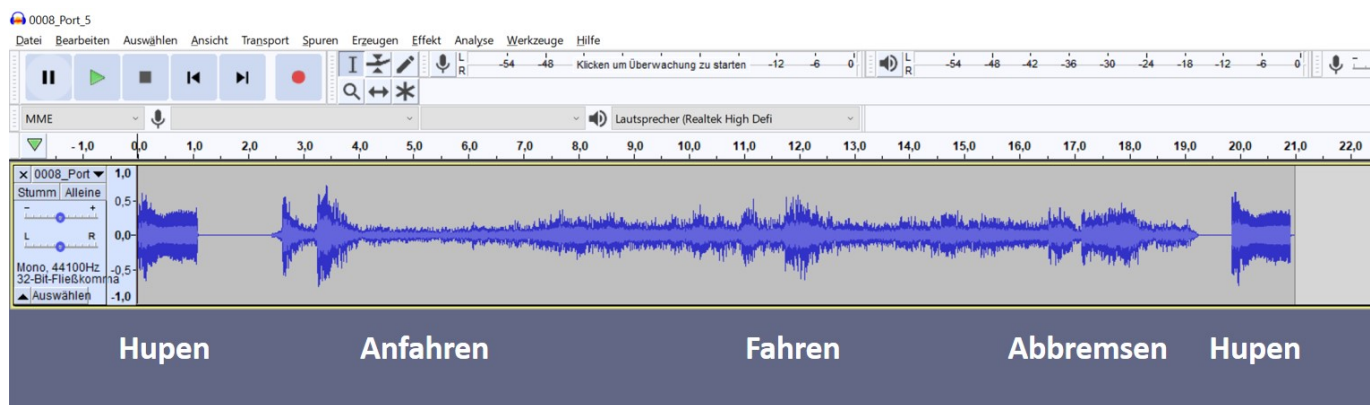 0008_Port_5
Datei Bearbeiten Auswählen Ansicht Transport Spuren Erzeugen Effekt Analyse Werkzeuge Hilfe
L R -54 -48 Klicken um Überwachung zu starten -12 -6 0 L R -54 -48 -42 -36 -30 -24 -18 -12 -6 0
MME Lautsprecher (Realtek High Defi
- 1,0 0,0 1,0 2,0 3,0 4,0 5,0 6,0 7,0 8,0 9,0 10,0 11,0 12,0 13,0 14,0 15,0 16,0 17,0 18,0 19,0 20,0 21,0 22,0
× 0008_Port 1,0
Stumm Alleine 0,5
- +
L R 0,0
Mono, 44100Hz -0,5
32-Bit-Fließkomma
Auswählen -1,0
Hupen Anfahren Fahren Abbremsen Hupen